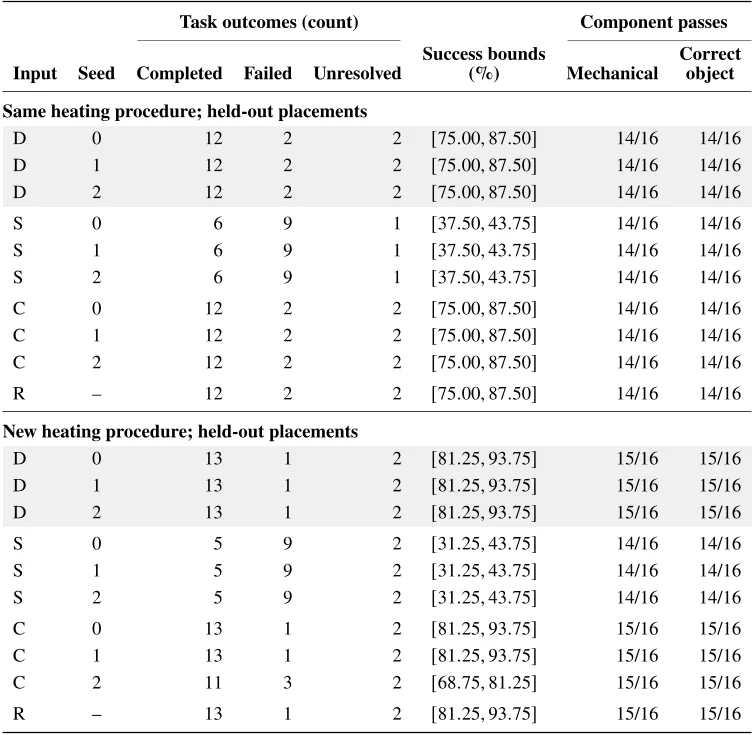 Task outcomes (count) Component passes
Input Seed Completed Failed Unresolved Success bounds (%) Mechanical Correct object
Same heating procedure; held-out placements
D 0 12 2 2 [75.00, 87.50] 14/16 14/16
D 1 12 2 2 [75.00, 87.50] 14/16 14/16
D 2 12 2 2 [75.00, 87.50] 14/16 14/16
S 0 6 9 1 [37.50, 43.75] 14/16 14/16
S 1 6 9 1 [37.50, 43.75] 14/16 14/16
S 2 6 9 1 [37.50, 43.75] 14/16 14/16
C 0 12 2 2 [75.00, 87.50] 14/16 14/16
C 1 12 2 2 [75.00, 87.50] 14/16 14/16
C 2 12 2 2 [75.00, 87.50] 14/16 14/16
R – 12 2 2 [75.00, 87.50] 14/16 14/16
New heating procedure; held-out placements
D 0 13 1 2 [81.25, 93.75] 15/16 15/16
D 1 13 1 2 [81.25, 93.75] 15/16 15/16
D 2 13 1 2 [81.25, 93.75] 15/16 15/16
S 0 5 9 2 [31.25, 43.75] 14/16 14/16
S 1 5 9 2 [31.25, 43.75] 14/16 14/16
S 2 5 9 2 [31.25, 43.75] 14/16 14/16
C 0 13 1 2 [81.25, 93.75] 15/16 15/16
C 1 13 1 2 [81.25, 93.75] 15/16 15/16
C 2 11 3 2 [68.75, 81.25] 15/16 15/16
R – 13 1 2 [81.25, 93.75] 15/16 15/16